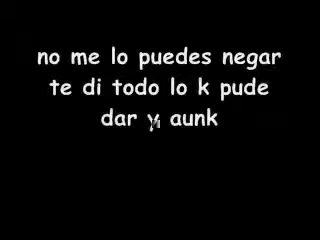 no me lo puedes negar
te di todo lo k pude
dar y aunk